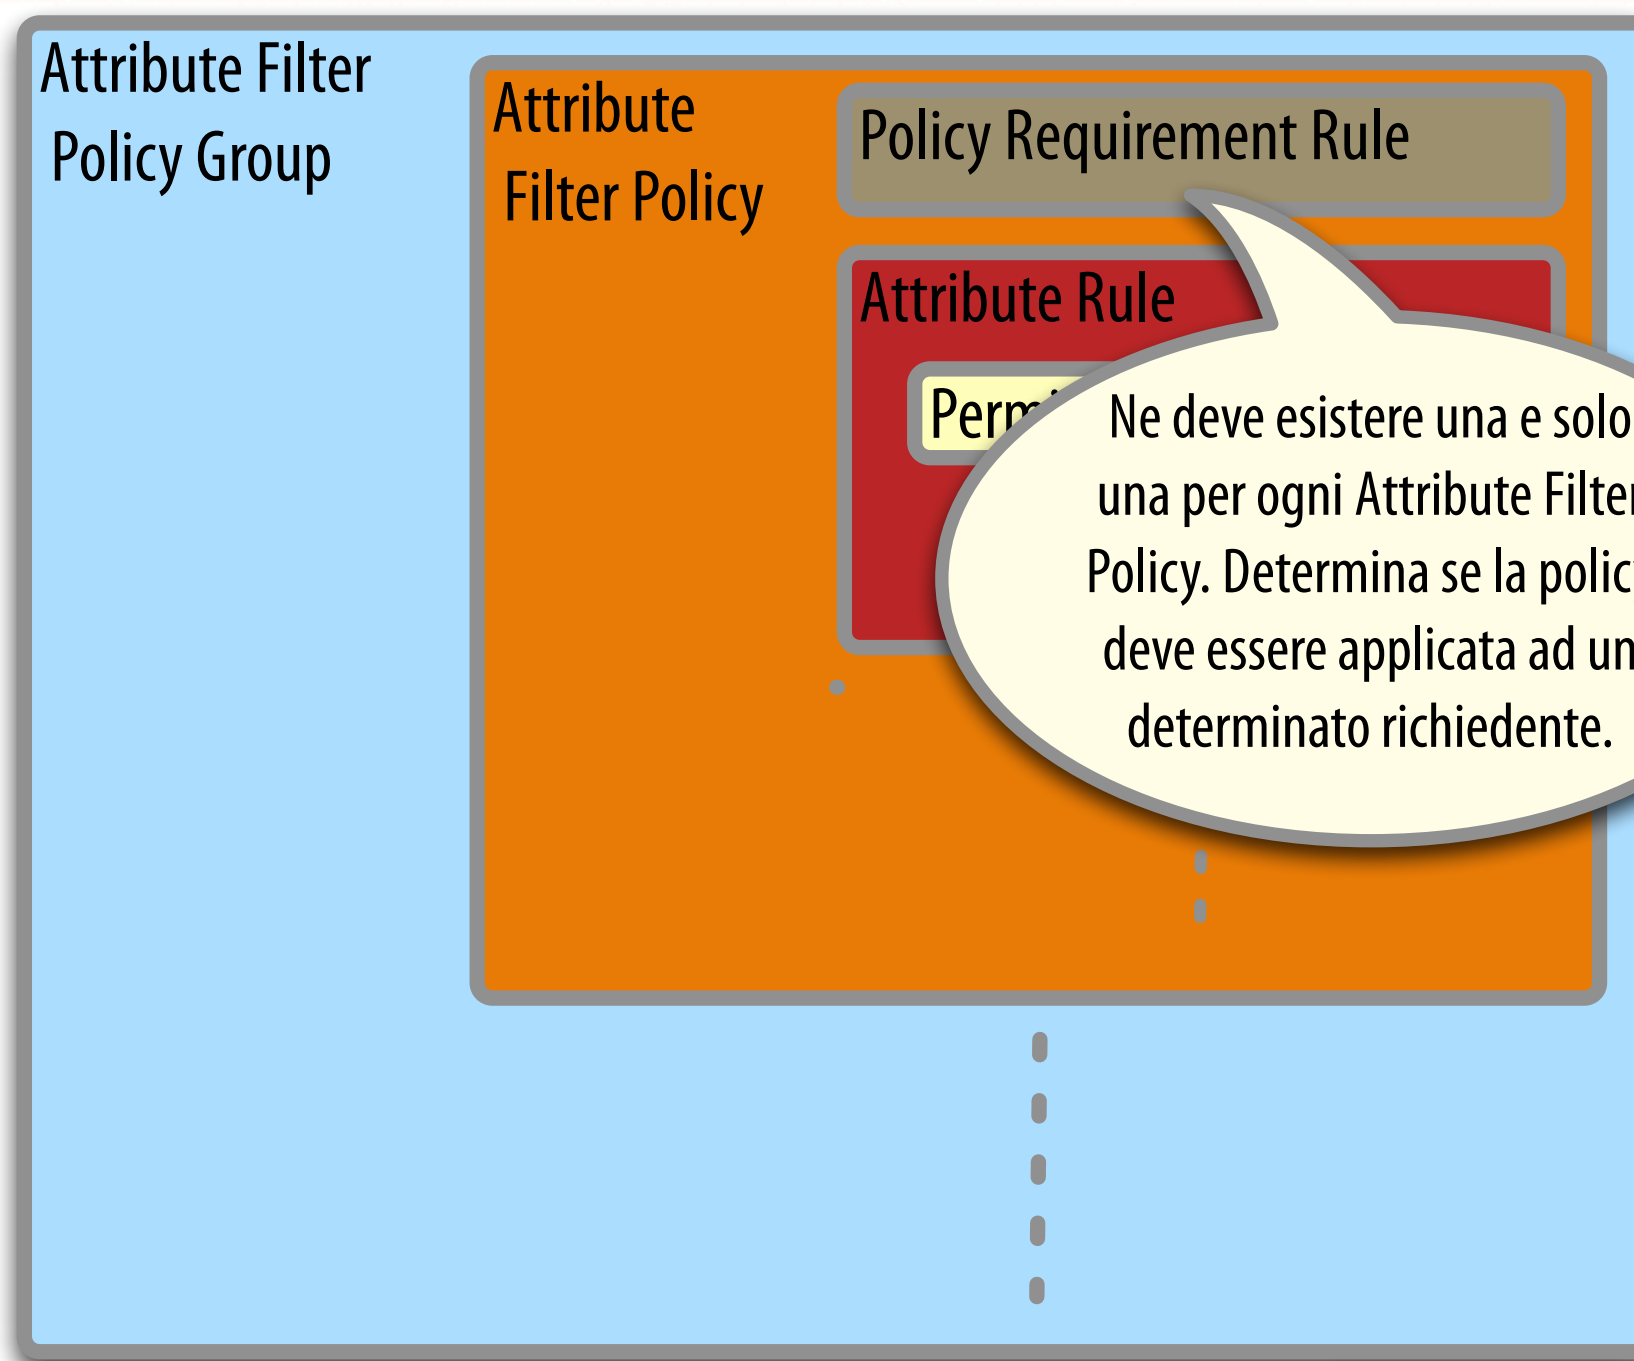 Attribute Filter
Policy Group
Attribute
Filter Policy
Policy Requirement Rule
Attribute Rule
Ne deve esistere una e solo
una per ogni Attribute Filter
Policy. Determina se la policy
deve essere applicata ad un
determinato richiedente.